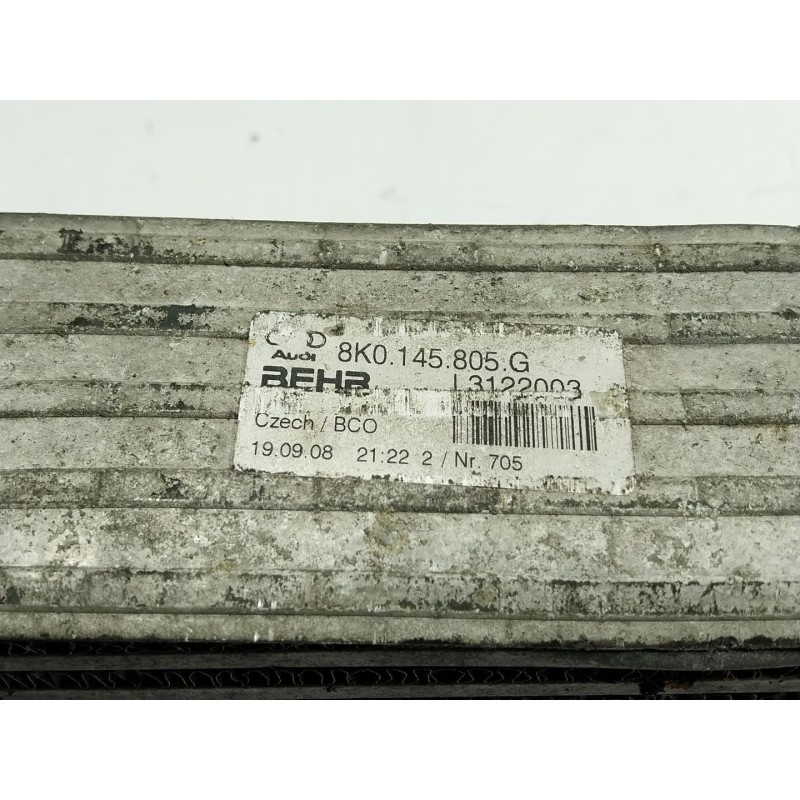 Audi 8K0.145.805.G
BEHR L3122003
Czech / BCO
19.09.08 21:22 2 / Nr. 705